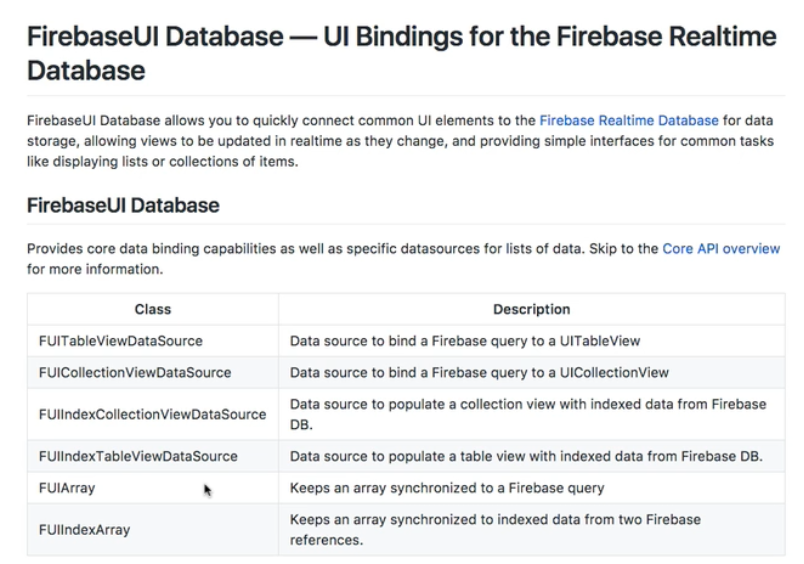 FirebaseUI Database — UI Bindings for the Firebase Realtime
Database
FirebaseUI Database allows you to quickly connect common UI elements to the Firebase Realtime Database for data
storage, allowing views to be updated in realtime as they change, and providing simple interfaces for common tasks
like displaying lists or collections of items.
FirebaseUI Database
Provides core data binding capabilities as well as specific datasources for lists of data. Skip to the Core API overview
for more information.
Class Description
FUITableViewDataSource Data source to bind a Firebase query to a UITableView
FUICollectionViewDataSource Data source to bind a Firebase query to a UICollectionView
FUIIndexCollectionViewDataSource Data source to populate a collection view with indexed data from Firebase
DB.
FUIIndexTableViewDataSource Data source to populate a table view with indexed data from Firebase DB.
FUIArray Keeps an array synchronized to a Firebase query
FUIIndexArray Keeps an array synchronized to indexed data from two Firebase
references.